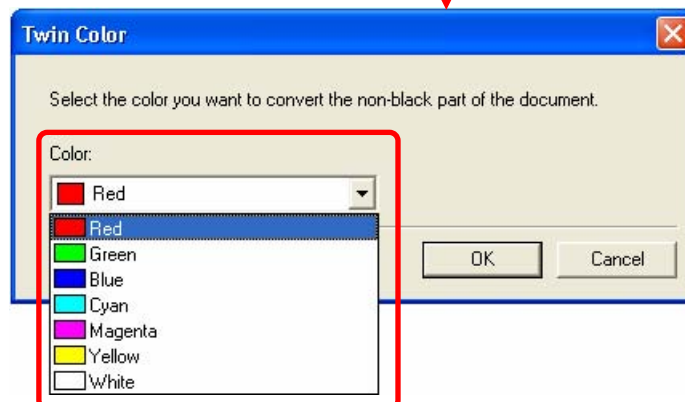 Twin Color
Select the color you want to convert the non-black part of the document.
Color:
Red
Red
Green
OK Cancel
Blue
Cyan
Magenta
Yellow
White